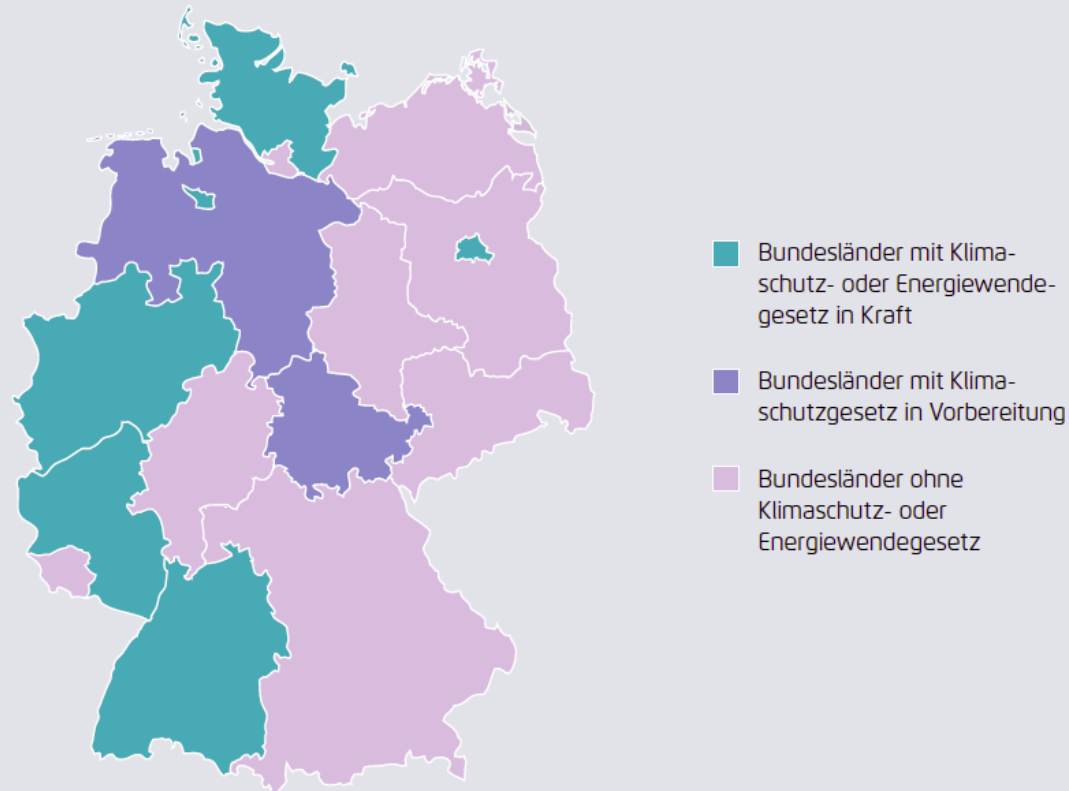 Bundesländer mit Klima-
schutz- oder Energiewende-
gesetz in Kraft
Bundesländer mit Klima-
schutzgesetz in Vorbereitung
Bundesländer ohne
Klimaschutz- oder
Energiewendegesetz